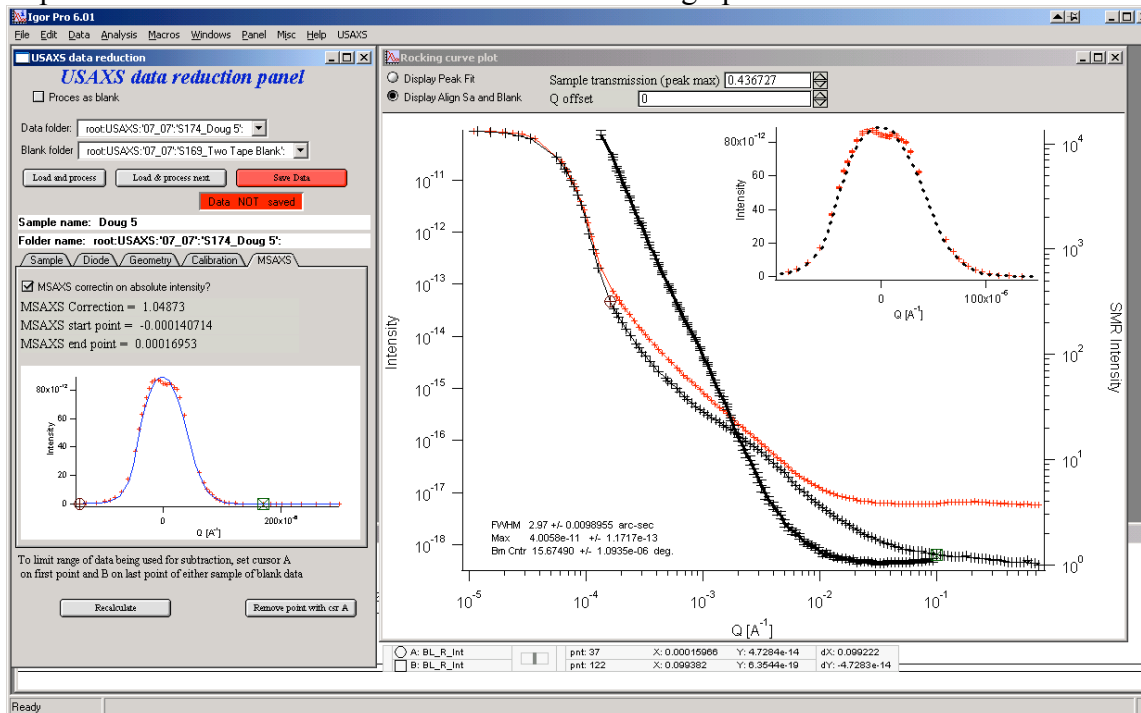 Igor Pro 6.01
File Edit Data Analysis Macros Windows Panel Misc Help USAXS
USAXS data reduction
USAXS data reduction panel
Proces as blank
Data folder: root:USAXS:'07_07':'S174_Doug 5':
Blank folder root:USAXS:'07_07':'S169_Two Tape Blank':
Load and process Load & process next Save Data
Data NOT saved
Sample name: Doug 5
Folder name: root:USAXS:'07_07':'S174_Doug 5':
Sample Diode Geometry Calibration MSAXS
MSAXS correctin on absolute intensity?
MSAXS Correction = 1.04873
MSAXS start point = -0.000140714
MSAXS end point = 0.00016953
80x10⁻¹²
60
40
20
0
Intensity
0 200x10⁻⁶
Q [A⁻¹]
To limit range of data being used for subtraction, set cursor A
on first point and B on last point of either sample of blank data
Recalculate Remove point with csr A
Rocking curve plot
Display Peak Fit
Display Align Sa and Blank
Sample transmission (peak max) 0.436727
Q offset 0
10⁻¹¹
10⁻¹²
10⁻¹³
10⁻¹⁴
10⁻¹⁵
10⁻¹⁶
10⁻¹⁷
10⁻¹⁸
Intensity
80x10⁻¹²
60
40
20
0
Intensity
0 100x10⁻⁶
Q [A⁻¹]
10⁴
10³
10²
10¹
10⁰
SMR Intensity
FWHM 2.97 +/- 0.0098955 arc-sec
Max 4.0058e-11 +/- 1.1717e-13
Bm Cntr 15.67490 +/- 1.0935e-06 deg.
10⁻⁵ 10⁻⁴ 10⁻³ 10⁻² 10⁻¹
Q [A⁻¹]
A: BL_R_Int pnt: 37 X: 0.00015966 Y: 4.7284e-14 dX: 0.099222
B: BL_R_Int pnt: 122 X: 0.099382 Y: 6.3544e-19 dY: -4.7283e-14
Ready